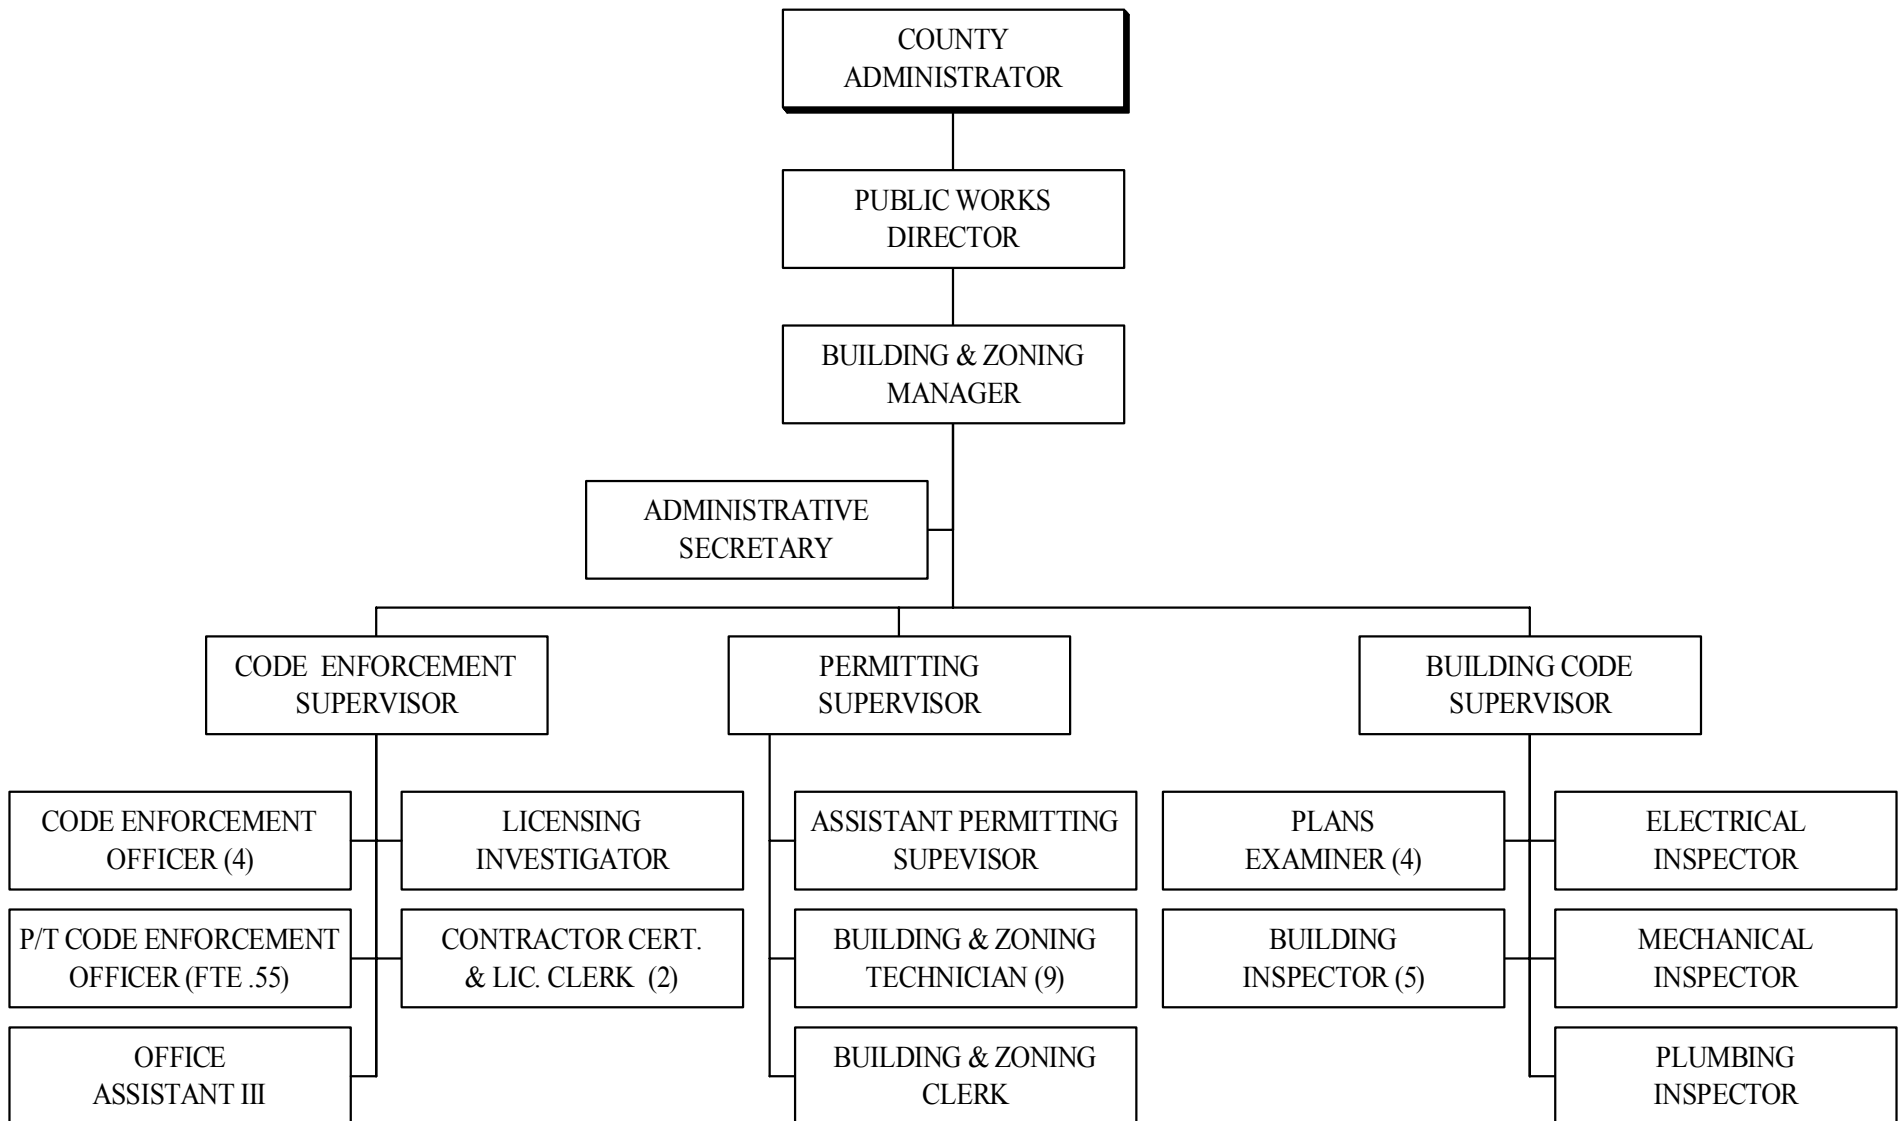 COUNTY
ADMINISTRATOR
PUBLIC WORKS
DIRECTOR
BUILDING & ZONING
MANAGER
ADMINISTRATIVE
SECRETARY
CODE ENFORCEMENT
SUPERVISOR
PERMITTING
SUPERVISOR
BUILDING CODE
SUPERVISOR
CODE ENFORCEMENT
OFFICER (4)
LICENSING
INVESTIGATOR
ASSISTANT PERMITTING
SUPEVISOR
PLANS
EXAMINER (4)
ELECTRICAL
INSPECTOR
P/T CODE ENFORCEMENT
OFFICER (FTE .55)
CONTRACTOR CERT.
& LIC. CLERK (2)
BUILDING & ZONING
TECHNICIAN (9)
BUILDING
INSPECTOR (5)
MECHANICAL
INSPECTOR
OFFICE
ASSISTANT III
BUILDING & ZONING
CLERK
PLUMBING
INSPECTOR